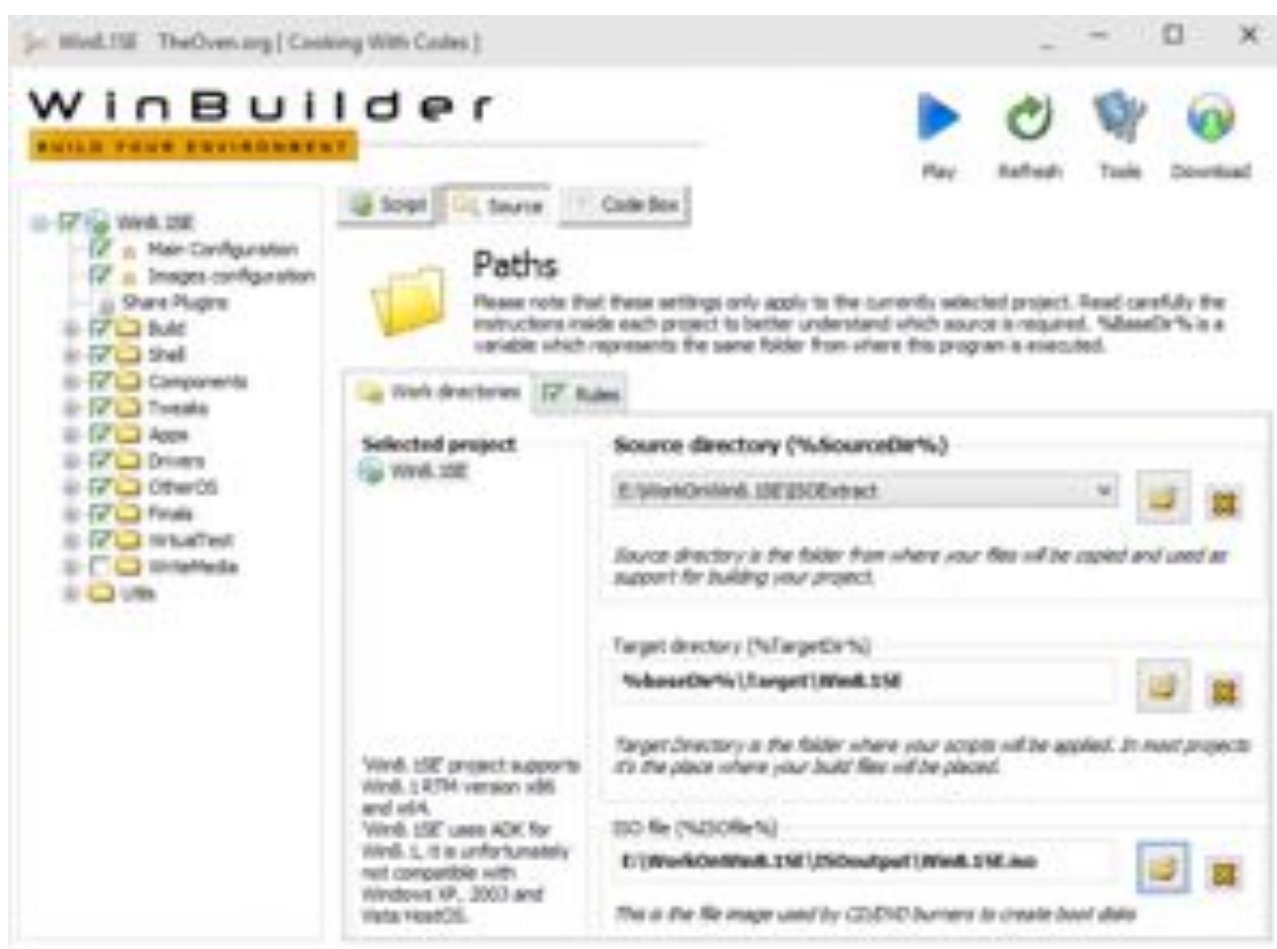 Win8.1SE TheOven.org [ Cooking With Codes ]
WinBuilder
BUILD YOUR ENVIRONMENT
Play Refresh Tools Download
Script Source Code Box
Win8.1SE
Main Configuration
Images configuration
Share Plugins
Build
Shell
Components
Tweaks
Apps
Drivers
OtherOS
Finals
VirtualTest
WriteMedia
Utils
Paths
Please note that these settings only apply to the currently selected project. Read carefully the
instructions inside each project to better understand which source is required. %BaseDir% is a
variable which represents the same folder from where this program is executed.
Work directories Rules
Selected project
Win8.1SE
'Win8.1SE' project supports
Win8.1 RTM version x86
and x64.
'Win8.1SE' uses ADK for
Win8.1, it is unfortunately
not compatible with
Windows XP, 2003 and
Vista HostOS.
Source directory (%SourceDir%)
E:\WorkOnWin8.1SE\ISOExtract
Source directory is the folder from where your files will be copied and used as
support for building your project.
Target directory (%TargetDir%)
%baseDir%\Target\Win8.1SE
Target Directory is the folder where your scripts will be applied. In most projects
it's the place where your build files will be placed.
ISO file (%ISOfile%)
E:\WorkOnWin8.1SE\ISOoutput\Win8.1SE.iso
This is the file image used by CD/DVD burners to create boot disks